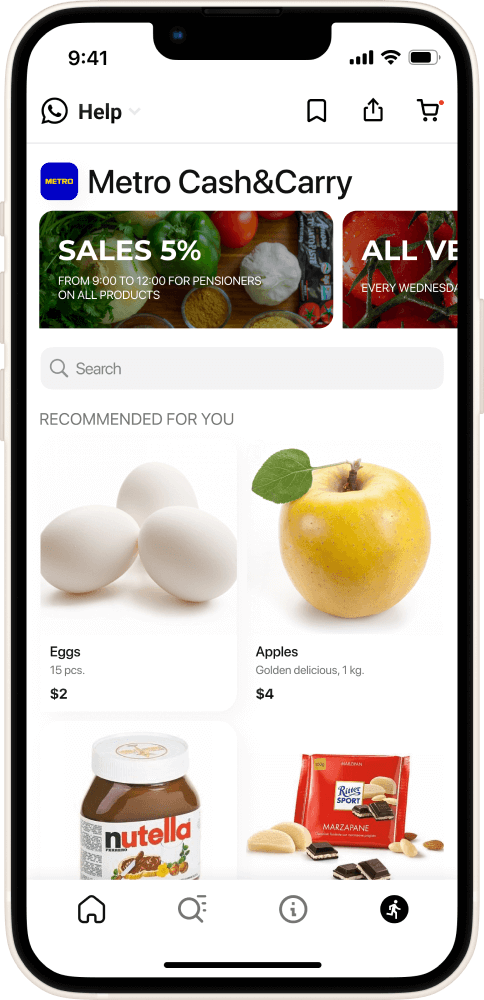 9:41
Help
METRO
Metro Cash&Carry
SALES 5%
FROM 9:00 TO 12:00 FOR PENSIONERS
ON ALL PRODUCTS
ALL VE
EVERY WEDNESDA
Search
RECOMMENDED FOR YOU
Eggs
15 pcs.
$2
Apples
Golden delicious, 1 kg.
$4
nutella
FERRERO
MARZIPAN
Ritter
SPORT
MARZAPANE